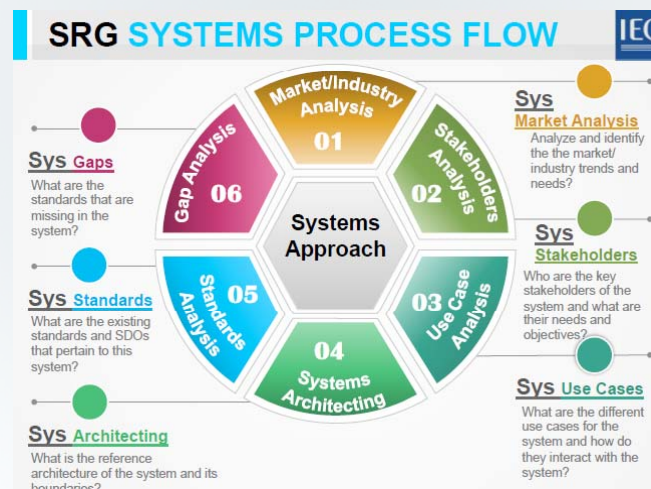 SRG SYSTEMS PROCESS FLOW
IEC
Market/Industry
Analysis
01
Stakeholders
Analysis
02
03
Use Case
Analysis
04
Systems
Architecting
05
Standards
Analysis
06
Gap Analysis
Systems
Approach
Sys Gaps
What are the
standards that are
missing in the
system?
Sys Standards
What are the existing
standards and SDOs
that pertain to this
system?
Sys Architecting
What is the reference
architecture of the system and its
boundaries?
Sys
Market Analysis
Analyze and identify
the the market/
industry trends and
needs?
Sys
Stakeholders
Who are the key
stakeholders of the
system and what are
their needs and
objectives?
Sys Use Cases
What are the different
use cases for the
system and how do
they interact with the
system?